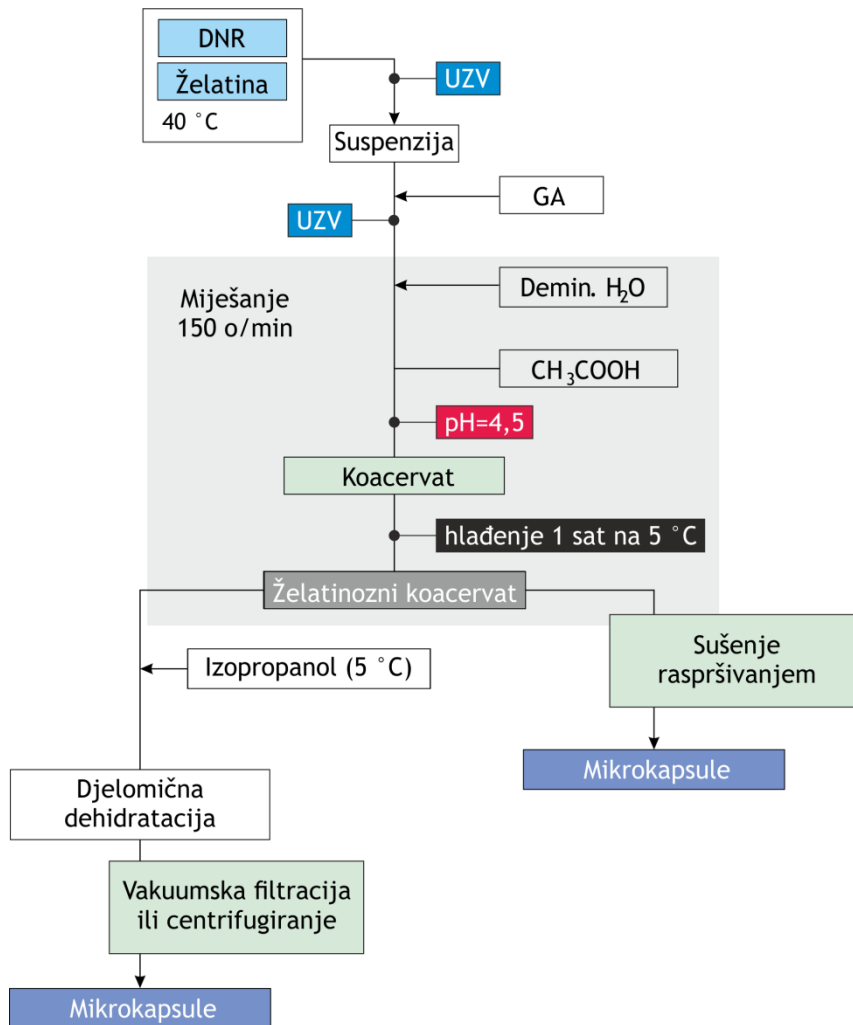 DNR
Želatina
40 °C
UZV
Suspenzija
GA
UZV
Miješanje
150 o/min
Demin. H₂O
CH₃COOH
pH=4,5
Koacervat
hlađenje 1 sat na 5 °C
Želatinozni koacervat
Sušenje
raspršivanjem
Izopropanol (5 °C)
Mikrokapsule
Djelomična
dehidratacija
Vakuumska filtracija
ili centrifugiranje
Mikrokapsule